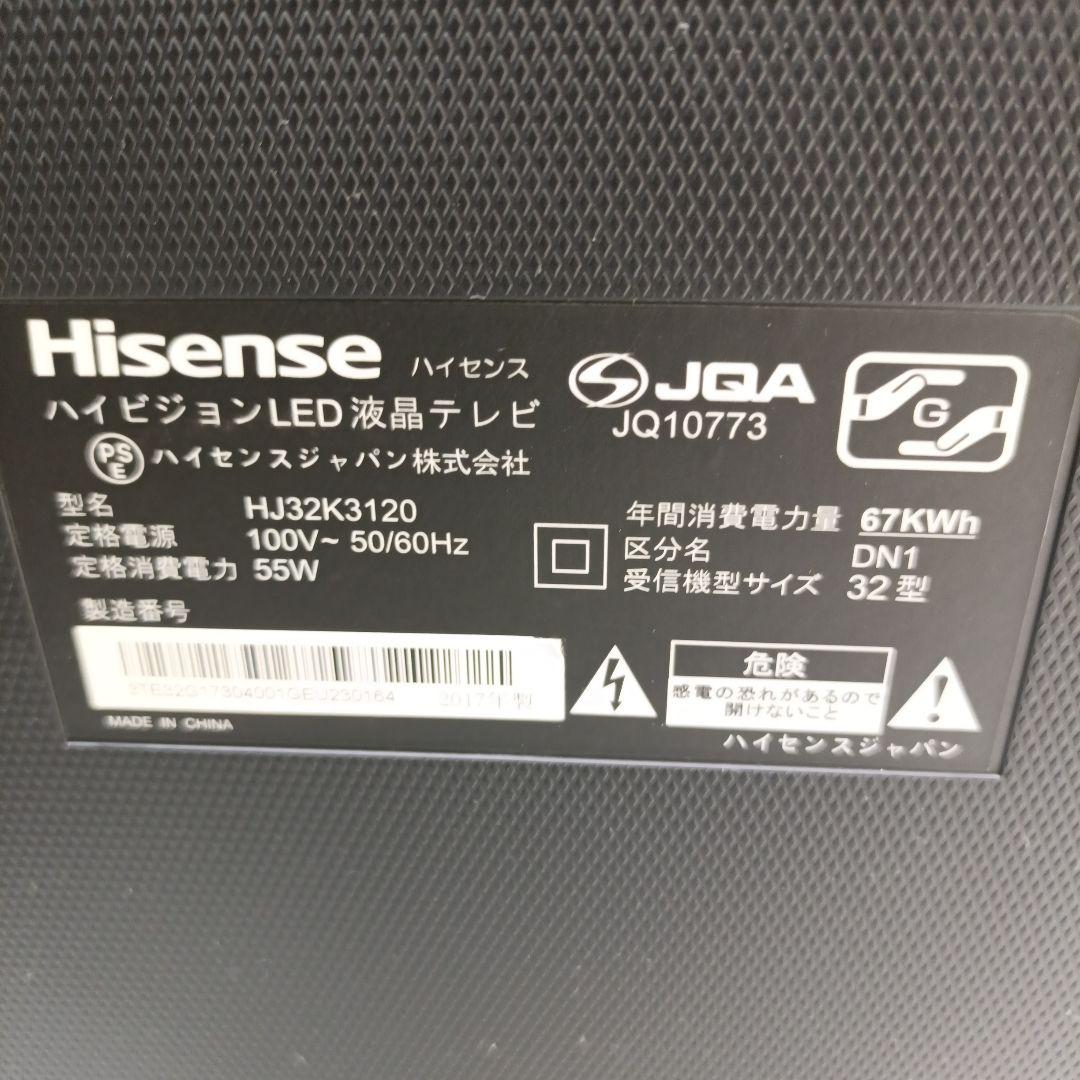 Hisense ハイセンス
ハイビジョンLED液晶テレビ
PSE ハイセンスジャパン株式会社
JQA
JQ10773
G
型名 HJ32K3120
定格電源 100V~ 50/60Hz
定格消費電力 55W
年間消費電力量 67KWh
区分名 DN1
受信機型サイズ 32型
製造番号
3TE32G17304001GEU230164 2017年製
MADE IN CHINA
危険
感電の恐れがあるので
開けないこと
ハイセンスジャパン